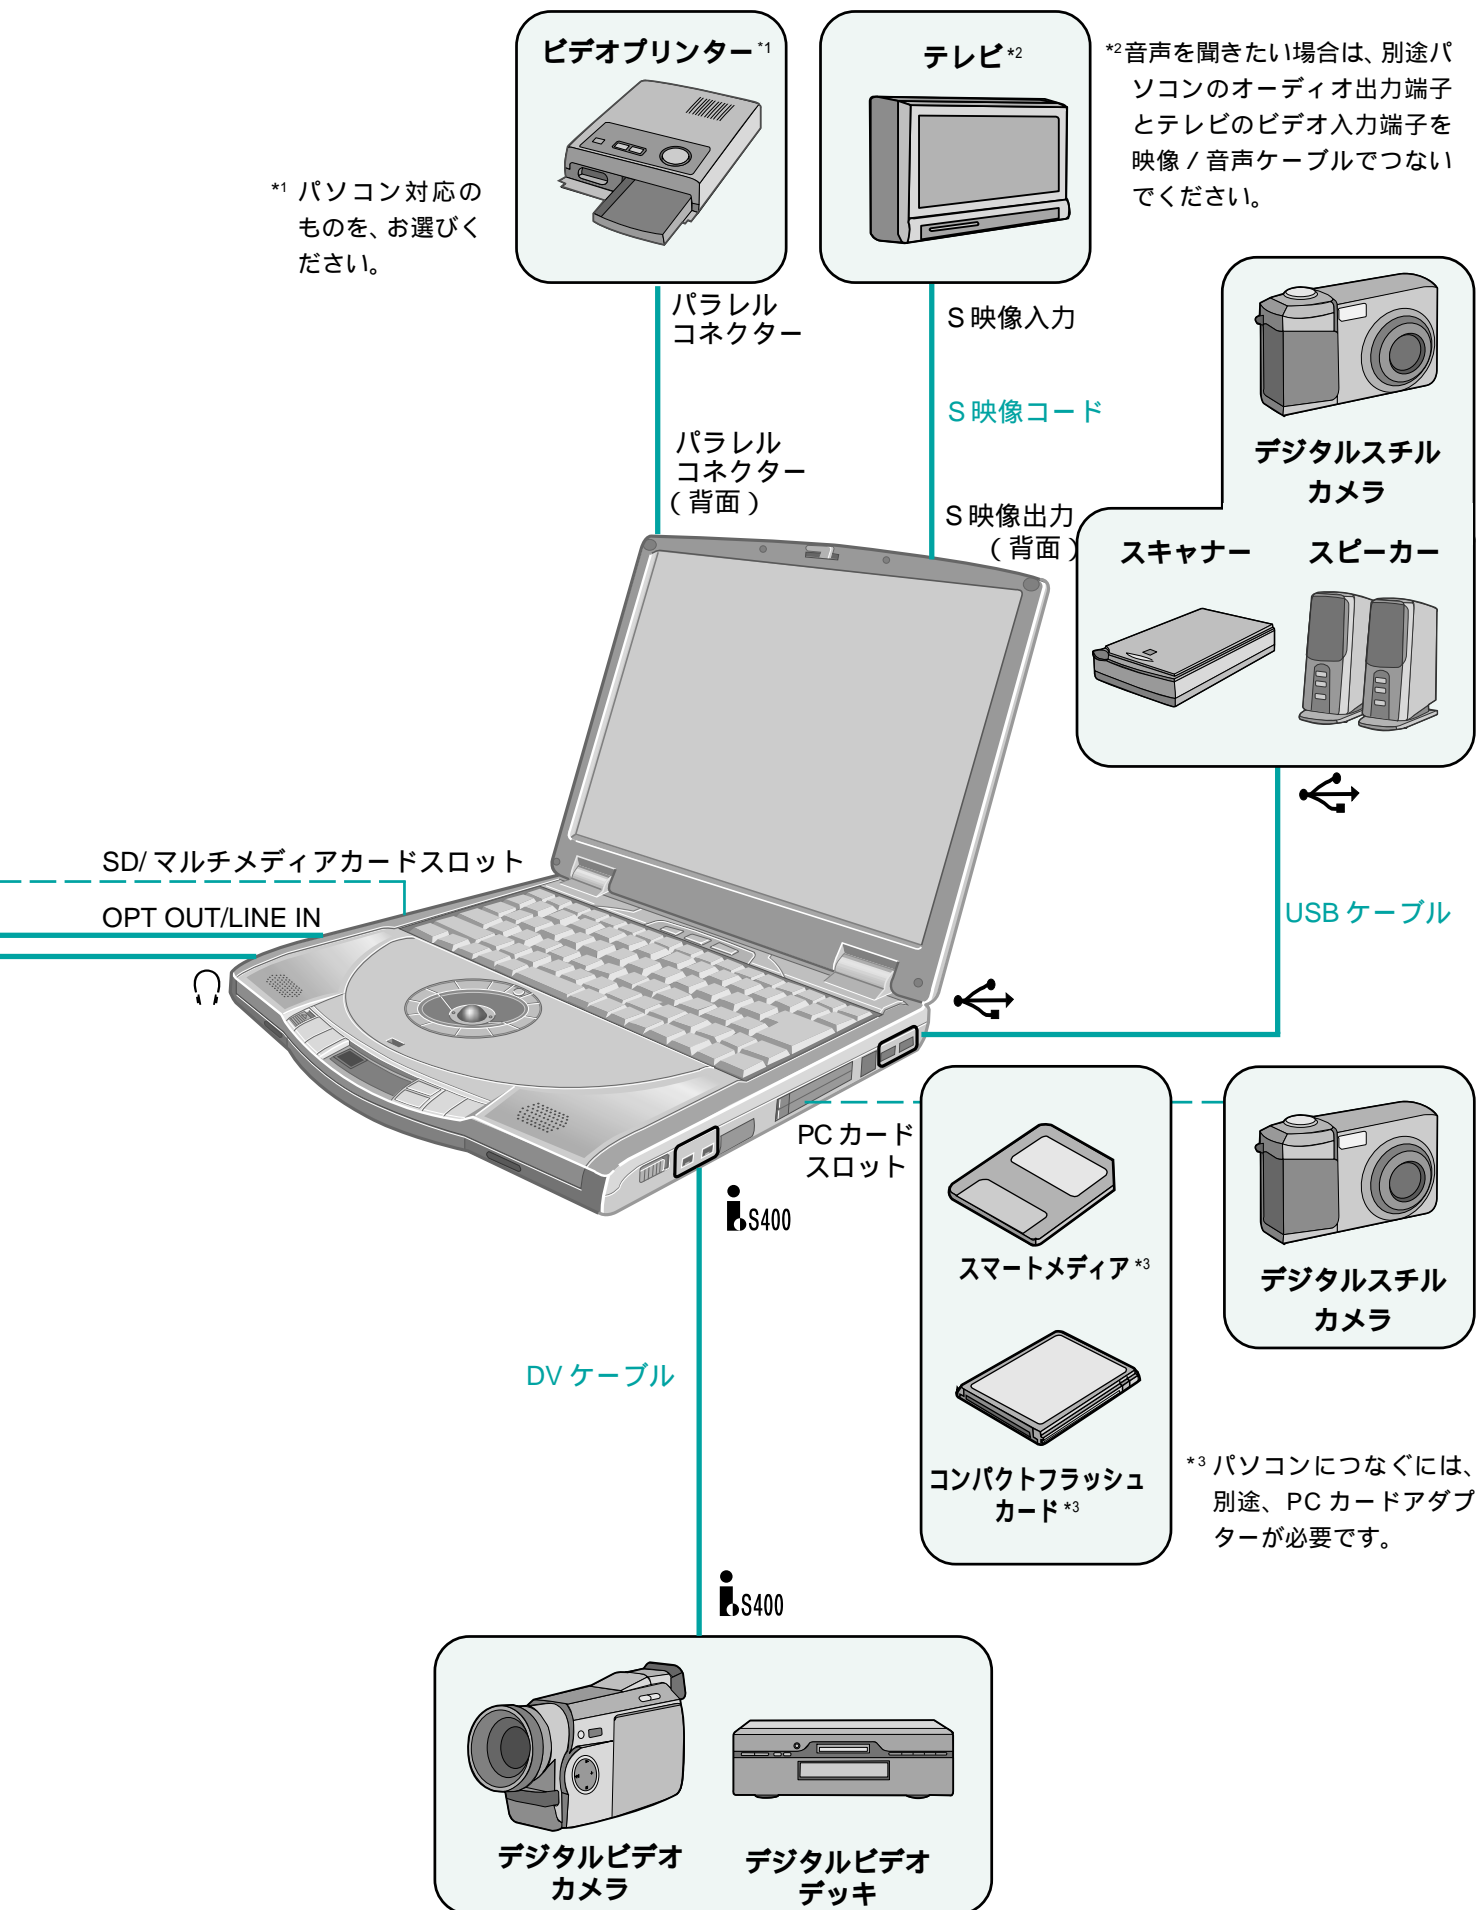 ビデオプリンター*1
テレビ*2
*2音声を聞きたい場合は、別途パ
ソコンのオーディオ出力端子
とテレビのビデオ入力端子を
映像/音声ケーブルでつない
でください。
*1 パソコン対応の
ものを、お選びく
ださい。
パラレル
コネクター
S映像入力
S映像コード
パラレル
コネクター
(背面)
S映像出力
(背面)
デジタルスチル
カメラ
スキャナー
スピーカー
SD/マルチメディアカードスロット
OPT OUT/LINE IN
USBケーブル
PCカード
スロット
S400
スマートメディア*3
デジタルスチル
カメラ
DVケーブル
コンパクトフラッシュ
カード*3
*3 パソコンにつなぐには、
別途、PCカードアダプ
ターが必要です。
S400
デジタルビデオ
カメラ
デジタルビデオ
デッキ